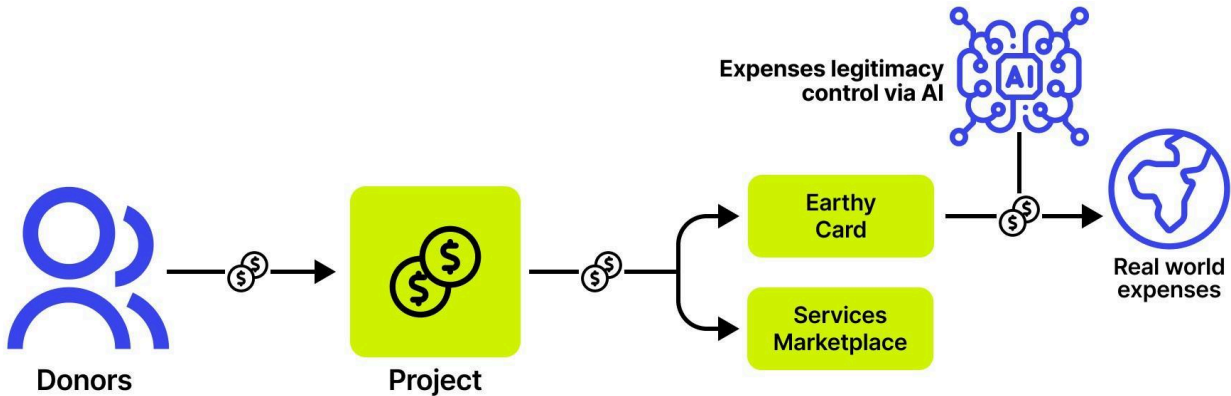 Expenses legitimacy
control via AI
AI
Earthy
Card
Services
Marketplace
Real world
expenses
Donors
Project
$
$
$
$
$
$
$
$